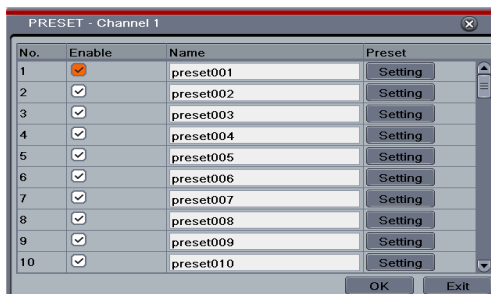 PRESET - Channel 1
No. Enable Name Preset
1 preset001 Setting
2 preset002 Setting
3 preset003 Setting
4 preset004 Setting
5 preset005 Setting
6 preset006 Setting
7 preset007 Setting
8 preset008 Setting
9 preset009 Setting
10 preset010 Setting
OK Exit